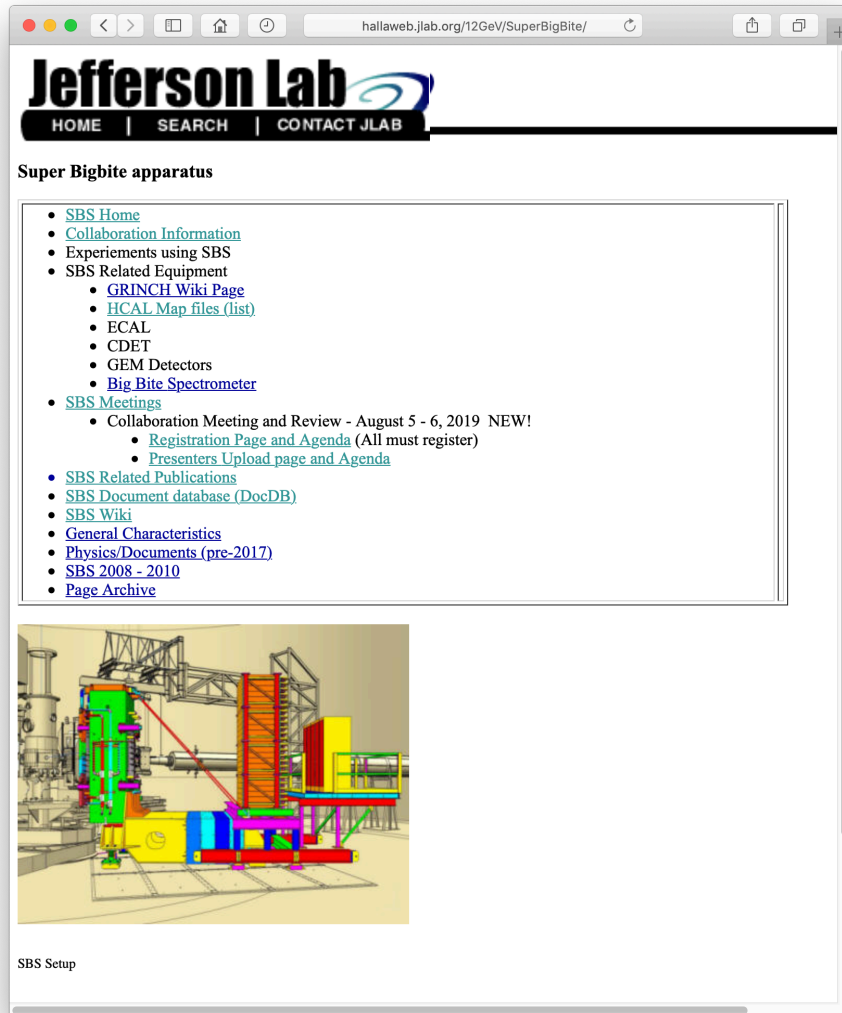 hallaweb.jlab.org/12GeV/SuperBigBite/
Jefferson Lab
HOME | SEARCH | CONTACT JLAB
Super Bigbite apparatus
SBS Home
Collaboration Information
Experiements using SBS
SBS Related Equipment
GRINCH Wiki Page
HCAL Map files (list)
ECAL
CDET
GEM Detectors
Big Bite Spectrometer
SBS Meetings
Collaboration Meeting and Review - August 5 - 6, 2019 NEW!
Registration Page and Agenda (All must register)
Presenters Upload page and Agenda
SBS Related Publications
SBS Document database (DocDB)
SBS Wiki
General Characteristics
Physics/Documents (pre-2017)
SBS 2008 - 2010
Page Archive
SBS Setup